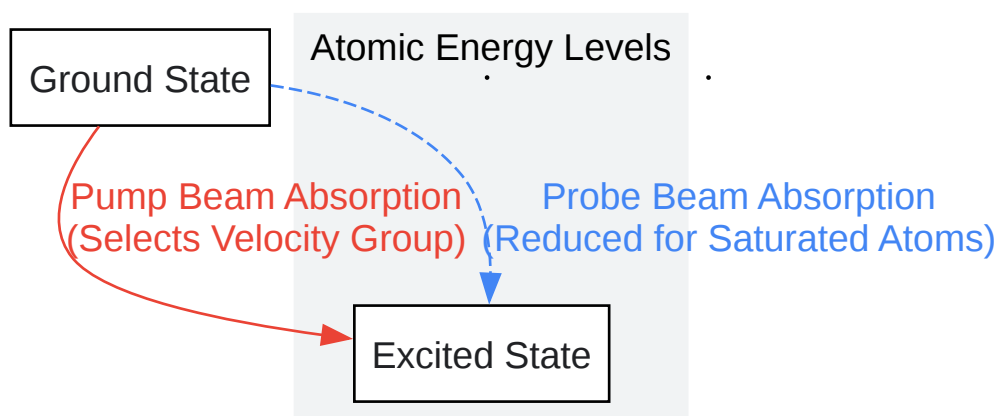 Atomic Energy Levels
Ground State
Pump Beam Absorption
(Selects Velocity Group)
Probe Beam Absorption
(Reduced for Saturated Atoms)
Excited State